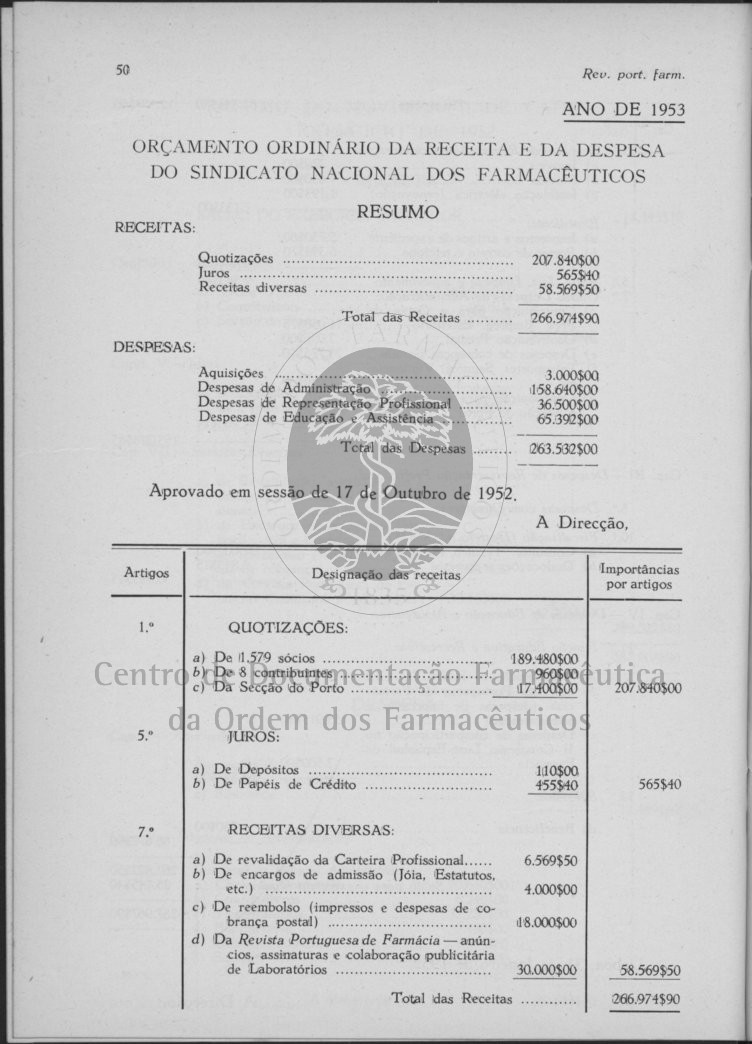 50
Rev. port. farm.
ANO DE 1953
ORÇAMENTO ORDINÁRIO DA RECEITA E DA DESPESA
DO SINDICATO NACIONAL DOS FARMACÊUTICOS
RESUMO
RECEITAS:
Quotizações ........ 207.840$00
Juros ........ 565$40
Receitas diversas ........ 58.569$50
Total das Receitas ........ 266.974$90
DESPESAS:
Aquisições ........ 3.000$00
Despesas de Administração ........ 158.640$00
Despesas de Representação Profissional ........ 36.500$00
Despesas de Educação e Assistência ........ 65.392$00
Total das Despesas ........ 263.532$00
Aprovado em sessão de 17 de Outubro de 1952.
A Direcção,
Artigos Designação das receitas Importâncias
por artigos
1.º QUOTIZAÇÕES:
a) De 1.579 sócios ........ 189.480$00
b) De 8 contribuintes ........ 960$00
c) Da Secção do Porto ........ 17.400$00 207.840$00
Centro de Documentação Farmacêutica
da Ordem dos Farmacêuticos
5.º JUROS:
a) De Depósitos ........ 110$00
b) De Papéis de Crédito ........ 455$40 565$40
7.º RECEITAS DIVERSAS:
a) De revalidação da Carteira Profissional...... 6.569$50
b) De encargos de admissão (Jóia, Estatutos,
etc.) ........ 4.000$00
c) De reembolso (impressos e despesas de co-
brança postal) ........ 18.000$00
d) Da Revista Portuguesa de Farmácia — anún-
cios, assinaturas e colaboração publicitária
de Laboratórios ........ 30.000$00 58.569$50
Total das Receitas ........ 266.974$90
1835